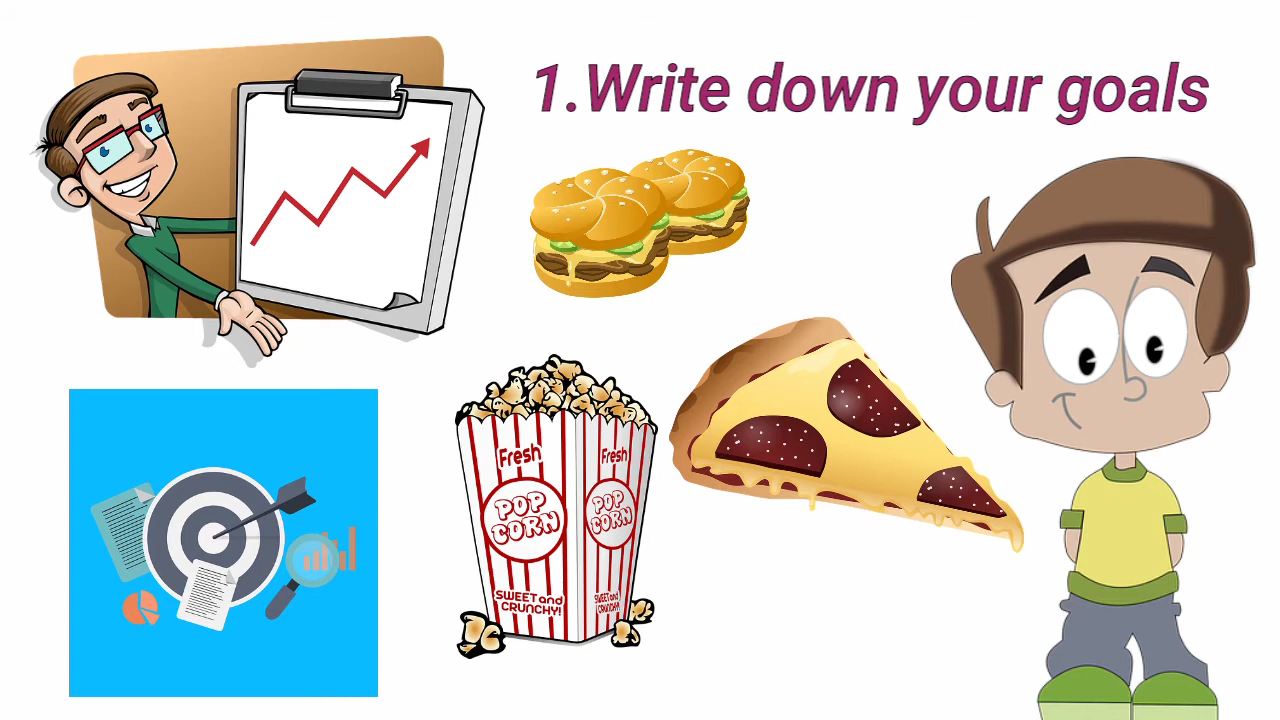 1.Write down your goals
Fresh
Fresh
POP
CORN
POP
CORN
SWEET and
CRUNCHY!
SWEET and
CRUNCHY!